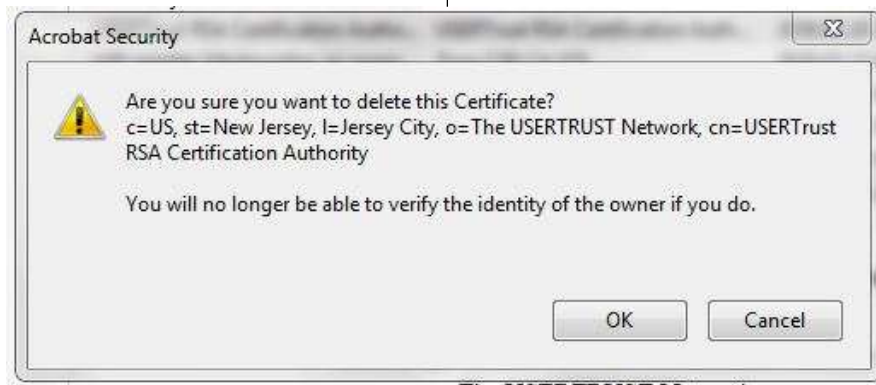 Acrobat Security
Are you sure you want to delete this Certificate?
c=US, st=New Jersey, l=Jersey City, o=The USERTRUST Network, cn=USERTrust
RSA Certification Authority
You will no longer be able to verify the identity of the owner if you do.
OK Cancel